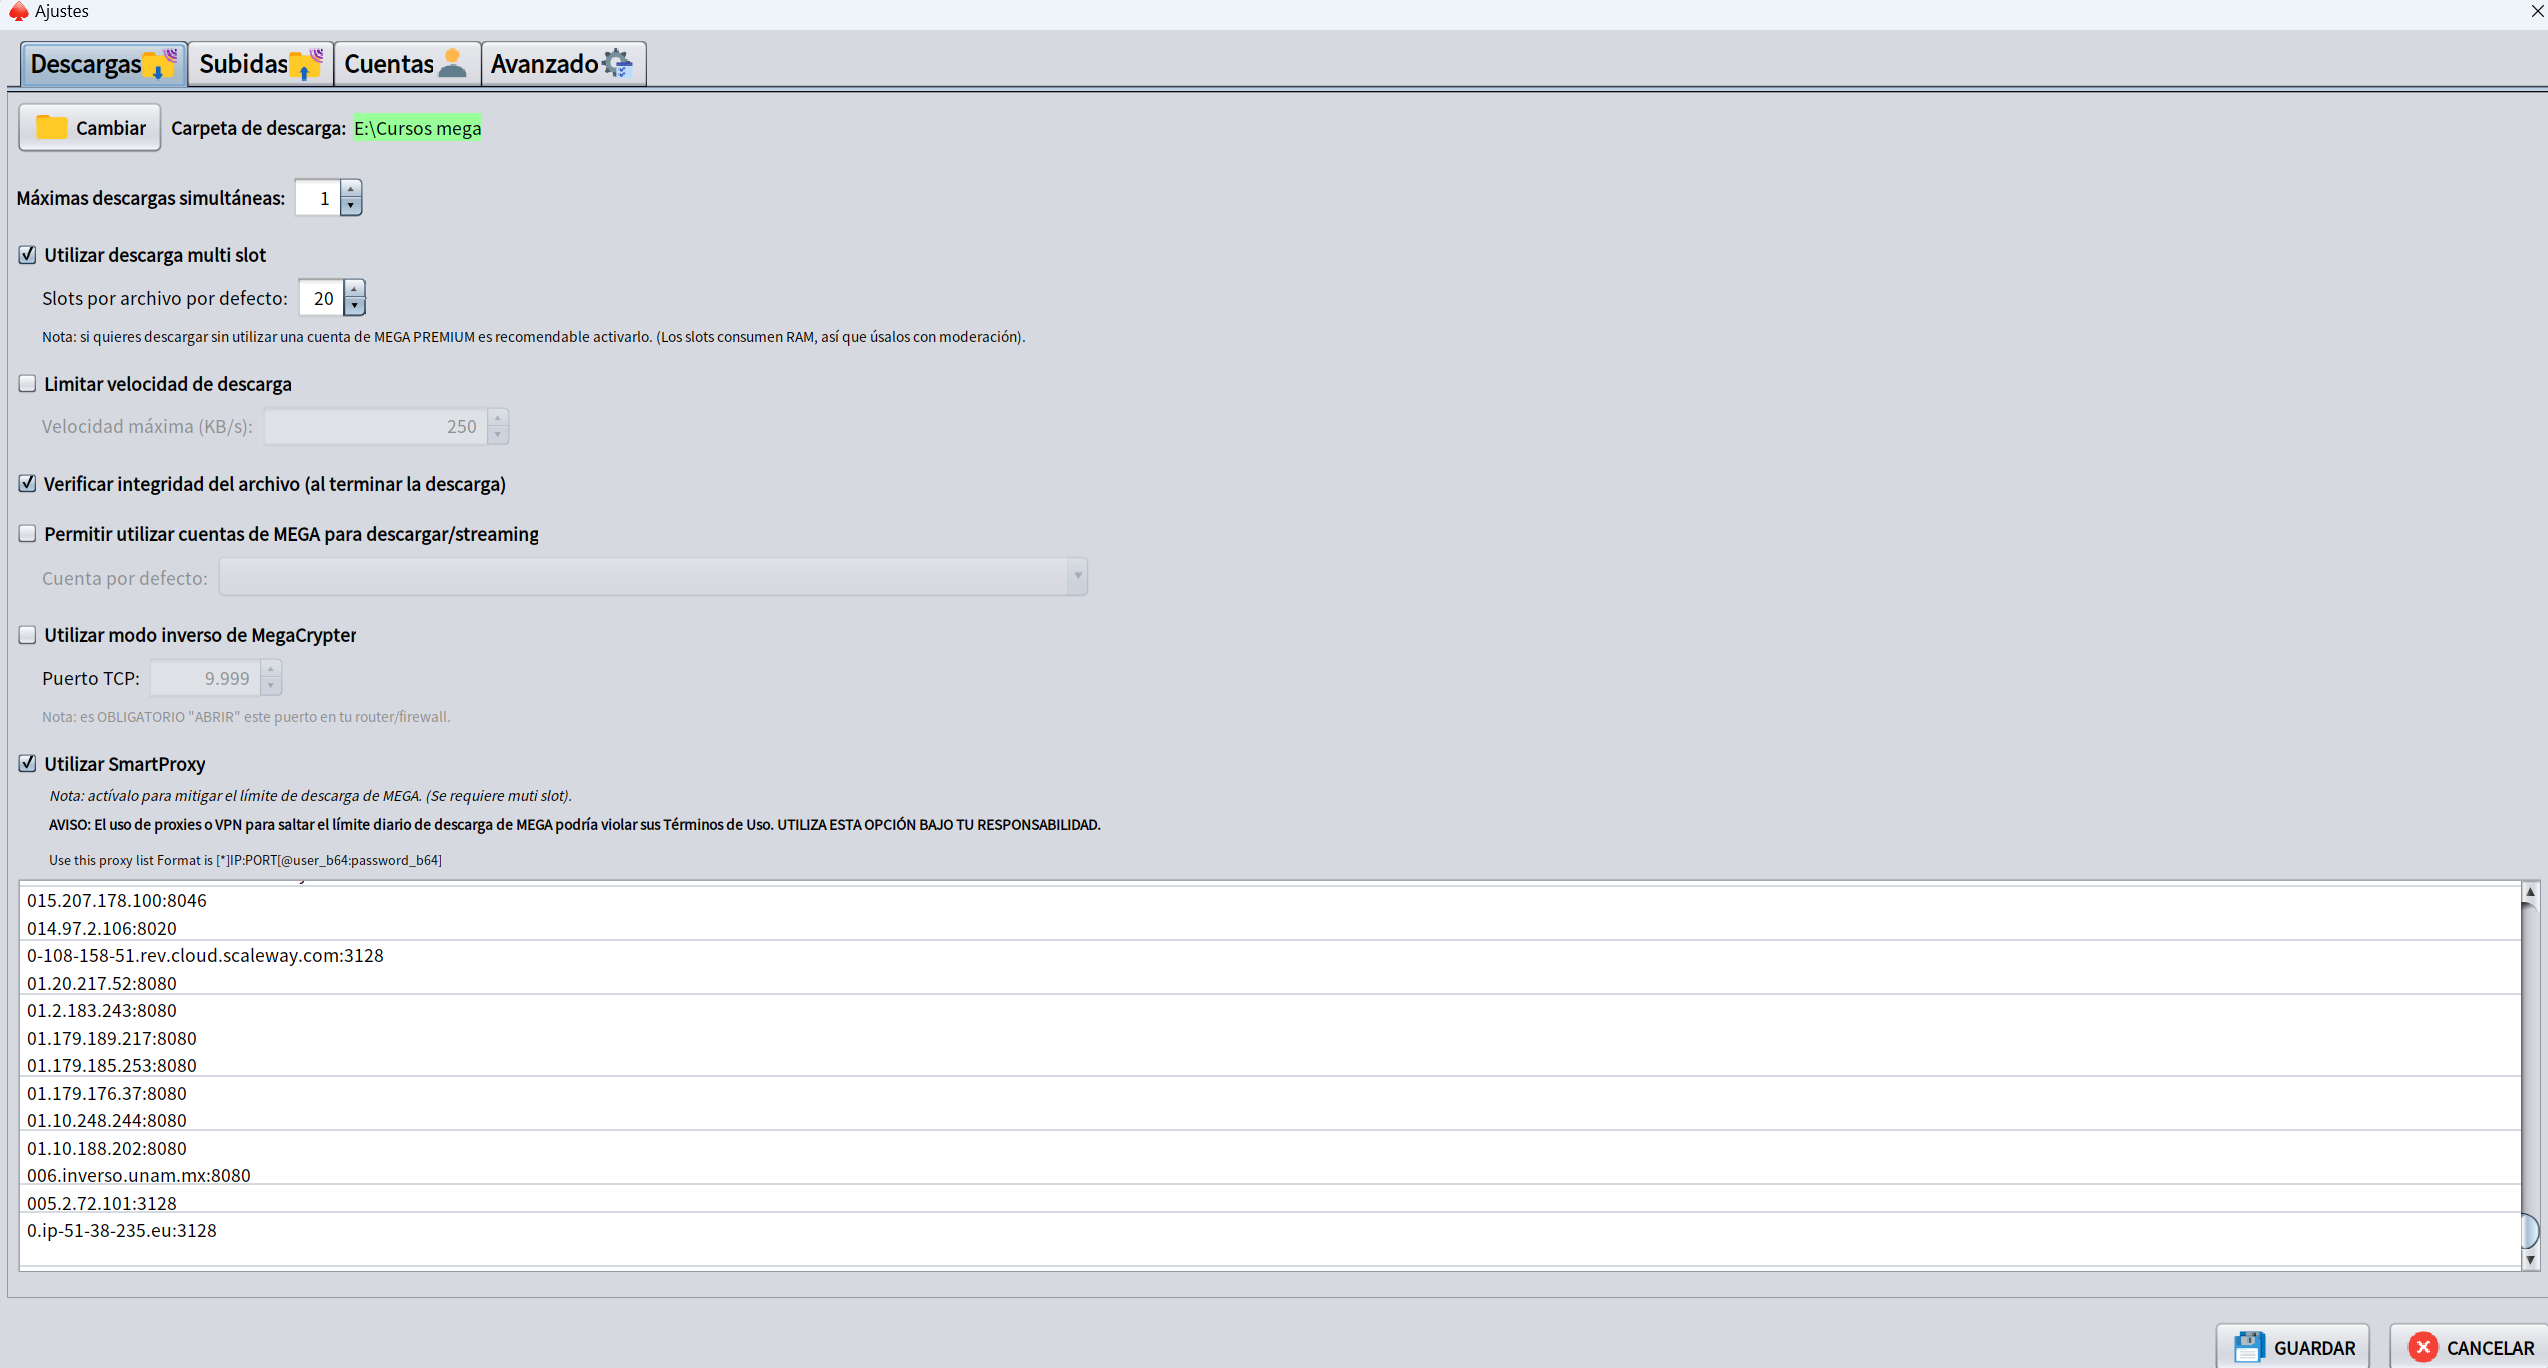 Ajustes
Descargas Subidas Cuentas Avanzado
Cambiar Carpeta de descarga: E:\Cursos mega
Máximas descargas simultáneas: 1
Utilizar descarga multi slot
Slots por archivo por defecto: 20
Nota: si quieres descargar sin utilizar una cuenta de MEGA PREMIUM es recomendable activarlo. (Los slots consumen RAM, así que úsalos con moderación).
Limitar velocidad de descarga
Velocidad máxima (KB/s): 250
Verificar integridad del archivo (al terminar la descarga)
Permitir utilizar cuentas de MEGA para descargar/streaming
Cuenta por defecto:
Utilizar modo inverso de MegaCrypter
Puerto TCP: 9.999
Nota: es OBLIGATORIO "ABRIR" este puerto en tu router/firewall.
Utilizar SmartProxy
Nota: actívalo para mitigar el límite de descarga de MEGA. (Se requiere muti slot).
AVISO: El uso de proxies o VPN para saltar el límite diario de descarga de MEGA podría violar sus Términos de Uso. UTILIZA ESTA OPCIÓN BAJO TU RESPONSABILIDAD.
Use this proxy list Format is [*]IP:PORT[@user_b64:password_b64]
015.207.178.100:8046
014.97.2.106:8020
0-108-158-51.rev.cloud.scaleway.com:3128
01.20.217.52:8080
01.2.183.243:8080
01.179.189.217:8080
01.179.185.253:8080
01.179.176.37:8080
01.10.248.244:8080
01.10.188.202:8080
006.inverso.unam.mx:8080
005.2.72.101:3128
0.ip-51-38-235.eu:3128
GUARDAR CANCELAR